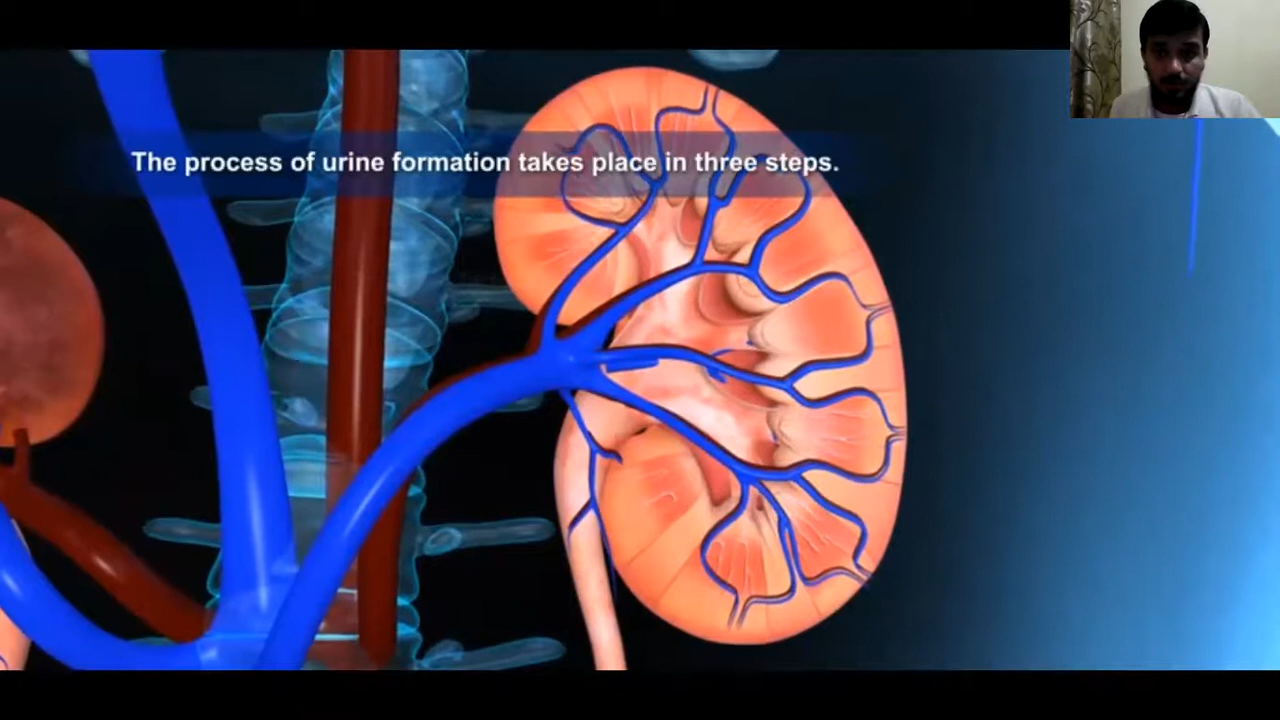 The process of urine formation takes place in three steps.